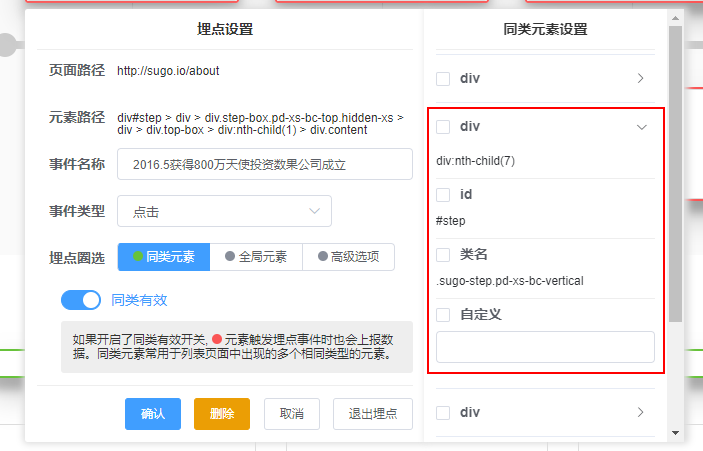 埋点设置
页面路径 http://sugo.io/about
元素路径 div#step > div > div.step-box.pd-xs-bc-top.hidden-xs >
div > div.top-box > div:nth-child(1) > div.content
事件名称 2016.5获得800万天使投资数果公司成立
事件类型 点击
埋点圈选 同类元素 全局元素 高级选项
同类有效
如果开启了同类有效开关, 元素触发埋点事件时也会上报数
据。同类元素常用于列表页面中出现的多个相同类型的元素。
确认 删除 取消 退出埋点
同类元素设置
div
div
div:nth-child(7)
id
#step
类名
.sugo-step.pd-xs-bc-vertical
自定义
div